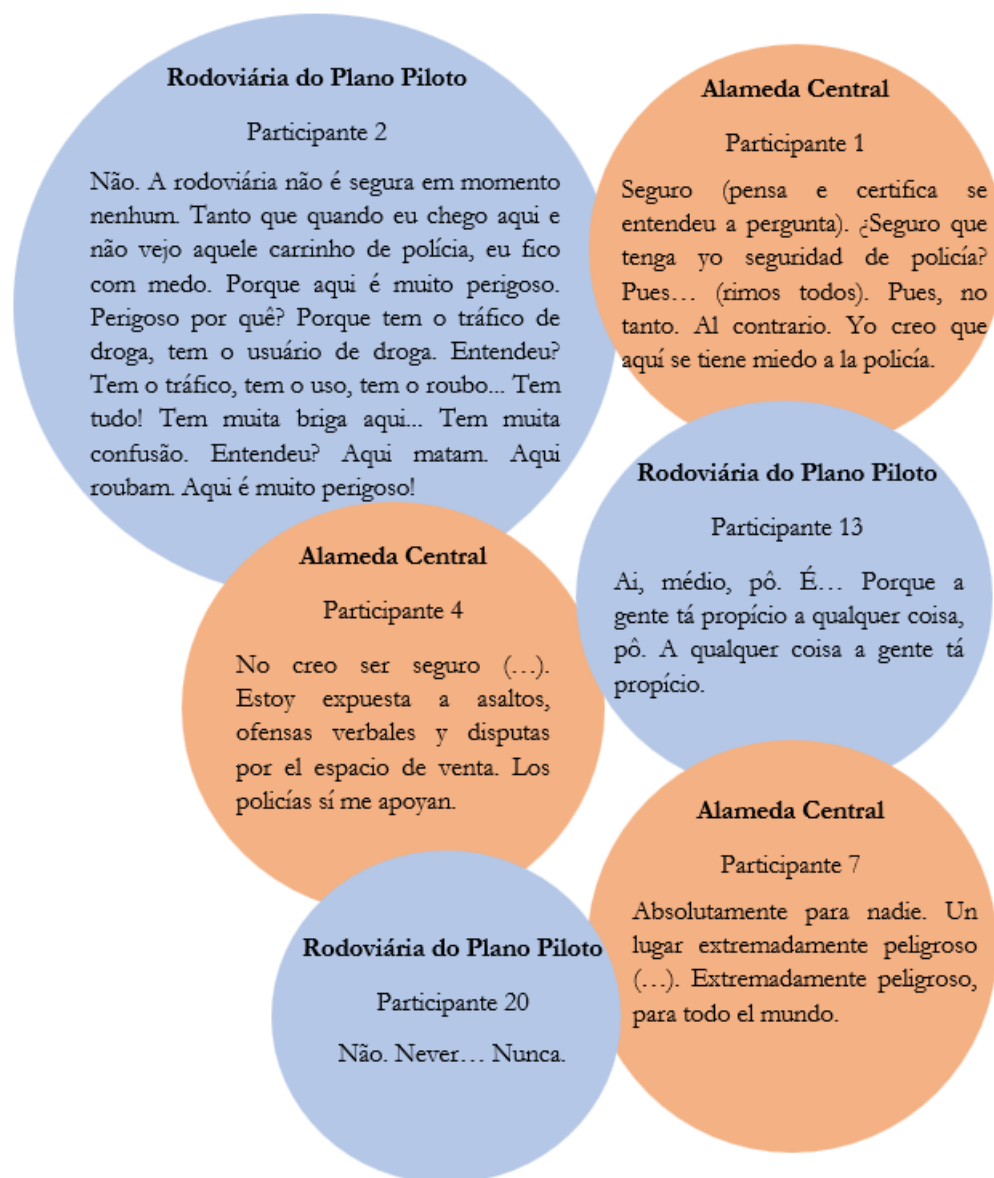 Rodoviária do Plano Piloto
Participante 2
Não. A rodoviária não é segura em momento
nenhum. Tanto que quando eu chego aqui e
não vejo aquele carrinho de polícia, eu fico
com medo. Porque aqui é muito perigoso.
Perigoso por quê? Porque tem o tráfico de
droga, tem o usuário de droga. Entendeu?
Tem o tráfico, tem o uso, tem o roubo... Tem
tudo! Tem muita briga aqui... Tem muita
confusão. Entendeu? Aqui matam. Aqui
roubam. Aqui é muito perigoso!
Alameda Central
Participante 1
Seguro (pensa e certifica se
entendeu a pergunta). ¿Seguro que
tenga yo seguridad de policía?
Pues… (rimos todos). Pues, no
tanto. Al contrario. Yo creo que
aquí se tiene miedo a la policía.
Rodoviária do Plano Piloto
Participante 13
Ai, médio, pô. É… Porque a
gente tá propício a qualquer coisa,
pô. A qualquer coisa a gente tá
propício.
Alameda Central
Participante 4
No creo ser seguro (…).
Estoy expuesta a asaltos,
ofensas verbales y disputas
por el espacio de venta. Los
policías sí me apoyan.
Alameda Central
Participante 7
Absolutamente para nadie. Un
lugar extremadamente peligroso
(…). Extremadamente peligroso,
para todo el mundo.
Rodoviária do Plano Piloto
Participante 20
Não. Never… Nunca.